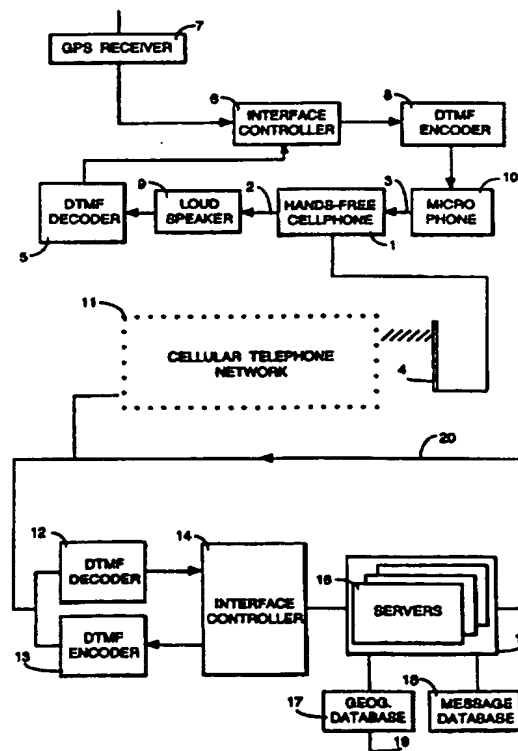 GPS RECEIVER
7
6
INTERFACE
CONTROLLER
8
DTMF
ENCODER
DTMF
DECODER
5
9
LOUD
SPEAKER
2
HANDS-FREE
CELLPHONE
1
3
MICRO
PHONE
10
11
CELLULAR TELEPHONE
NETWORK
4
20
12
DTMF
DECODER
14
INTERFACE
CONTROLLER
13
DTMF
ENCODER
16
SERVERS
17
GEOG.
DATABASE
MESSAGE
DATABASE
19